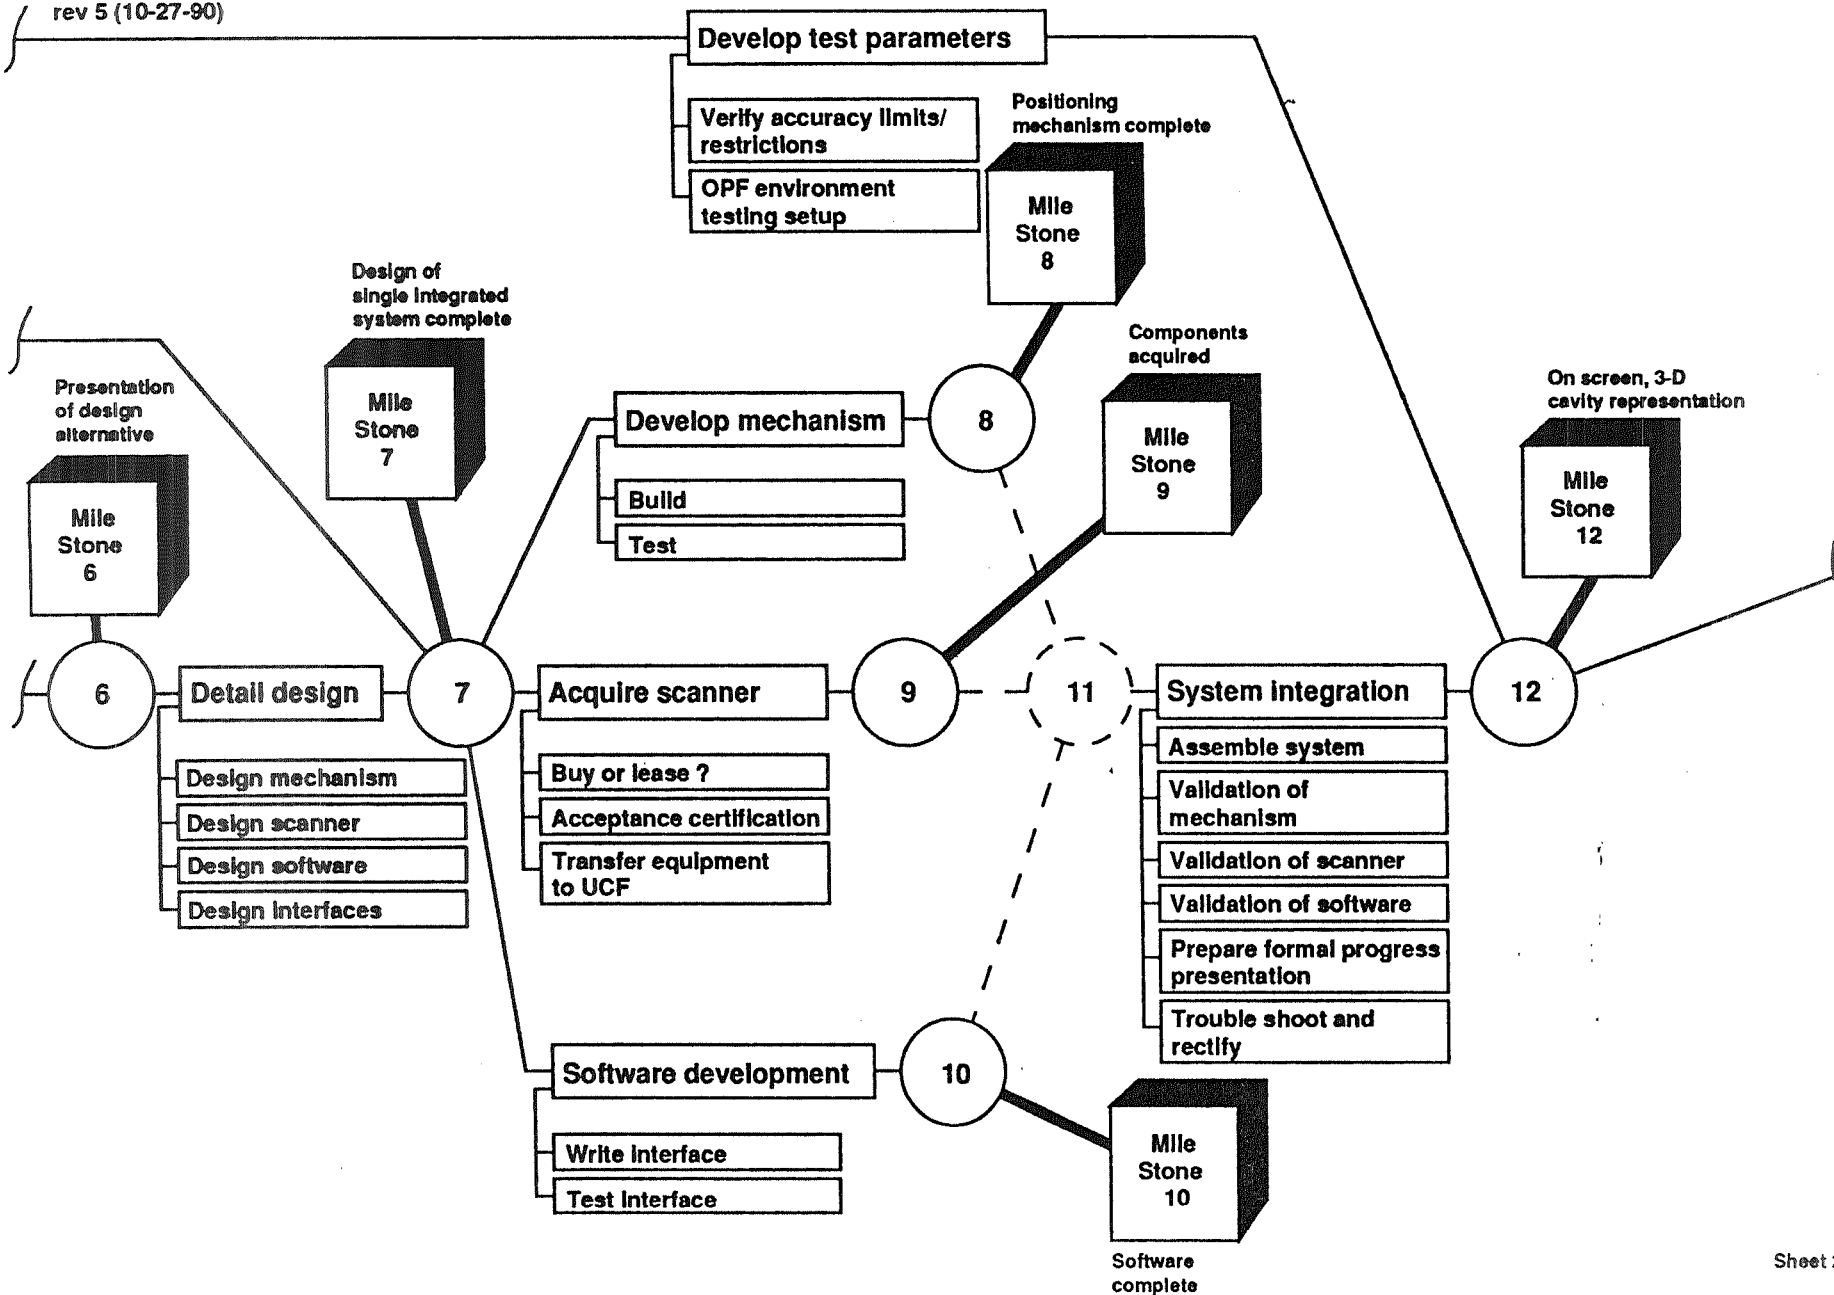 rev 5 (10-27-90)
Develop test parameters
Verify accuracy limits/
restrictions
OPF environment
testing setup
Positioning
mechanism complete
Mile
Stone
8
Design of
single integrated
system complete
Mile
Stone
7
Components
acquired
Mile
Stone
9
Presentation
of design
alternative
Mile
Stone
6
On screen, 3-D
cavity representation
Mile
Stone
12
Develop mechanism
8
Build
Test
6
Detail design
7
Acquire scanner
9
11
System integration
12
Design mechanism
Design scanner
Design software
Design interfaces
Buy or lease ?
Acceptance certification
Transfer equipment
to UCF
Assemble system
Validation of
mechanism
Validation of scanner
Validation of software
Prepare formal progress
presentation
Trouble shoot and
rectify
Software development
10
Write interface
Test interface
Mile
Stone
10
Software
complete
Sheet